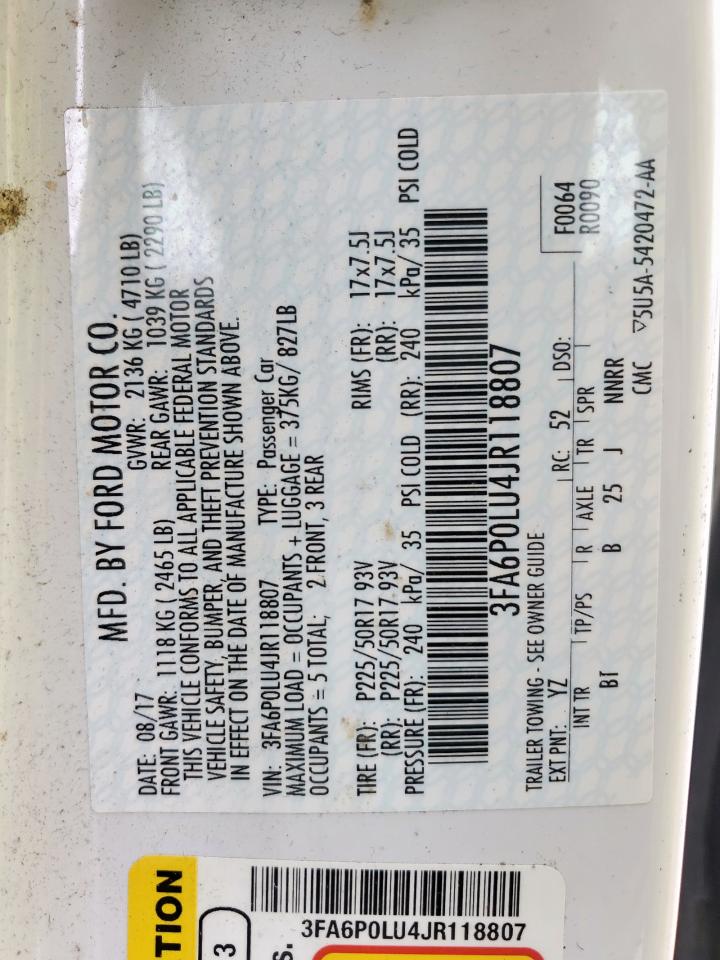 MFD. BY FORD MOTOR CO.
DATE: 08/17 GVWR: 2136 KG ( 4710 LB)
FRONT GAWR: 1118 KG ( 2465 LB) REAR GAWR: 1039 KG ( 2290 LB)
THIS VEHICLE CONFORMS TO ALL APPLICABLE FEDERAL MOTOR
VEHICLE SAFETY, BUMPER, AND THEFT PREVENTION STANDARDS
IN EFFECT ON THE DATE OF MANUFACTURE SHOWN ABOVE.
VIN: 3FA6P0LU4JR118807 TYPE: Passenger Car
MAXIMUM LOAD = OCCUPANTS + LUGGAGE = 375KG/ 827LB
OCCUPANTS = 5 TOTAL; 2 FRONT, 3 REAR
TIRE (FR): P225/50R17 93V RIMS (FR): 17x7.5J
(RR): P225/50R17 93V (RR): 17x7.5J
PRESSURE (FR): 240 kPa/ 35 PSI COLD (RR): 240 kPa/ 35 PSI COLD
3FA6P0LU4JR118807
TRAILER TOWING - SEE OWNER GUIDE
EXT PNT: YZ RC: 52 DSO: F0064
R0090
INT TR TP/PS R AXLE TR SPR
BT B 25 J NNRR
CMC ▽5U5A-5420472-AA
TION
3
S.
3FA6P0LU4JR118807